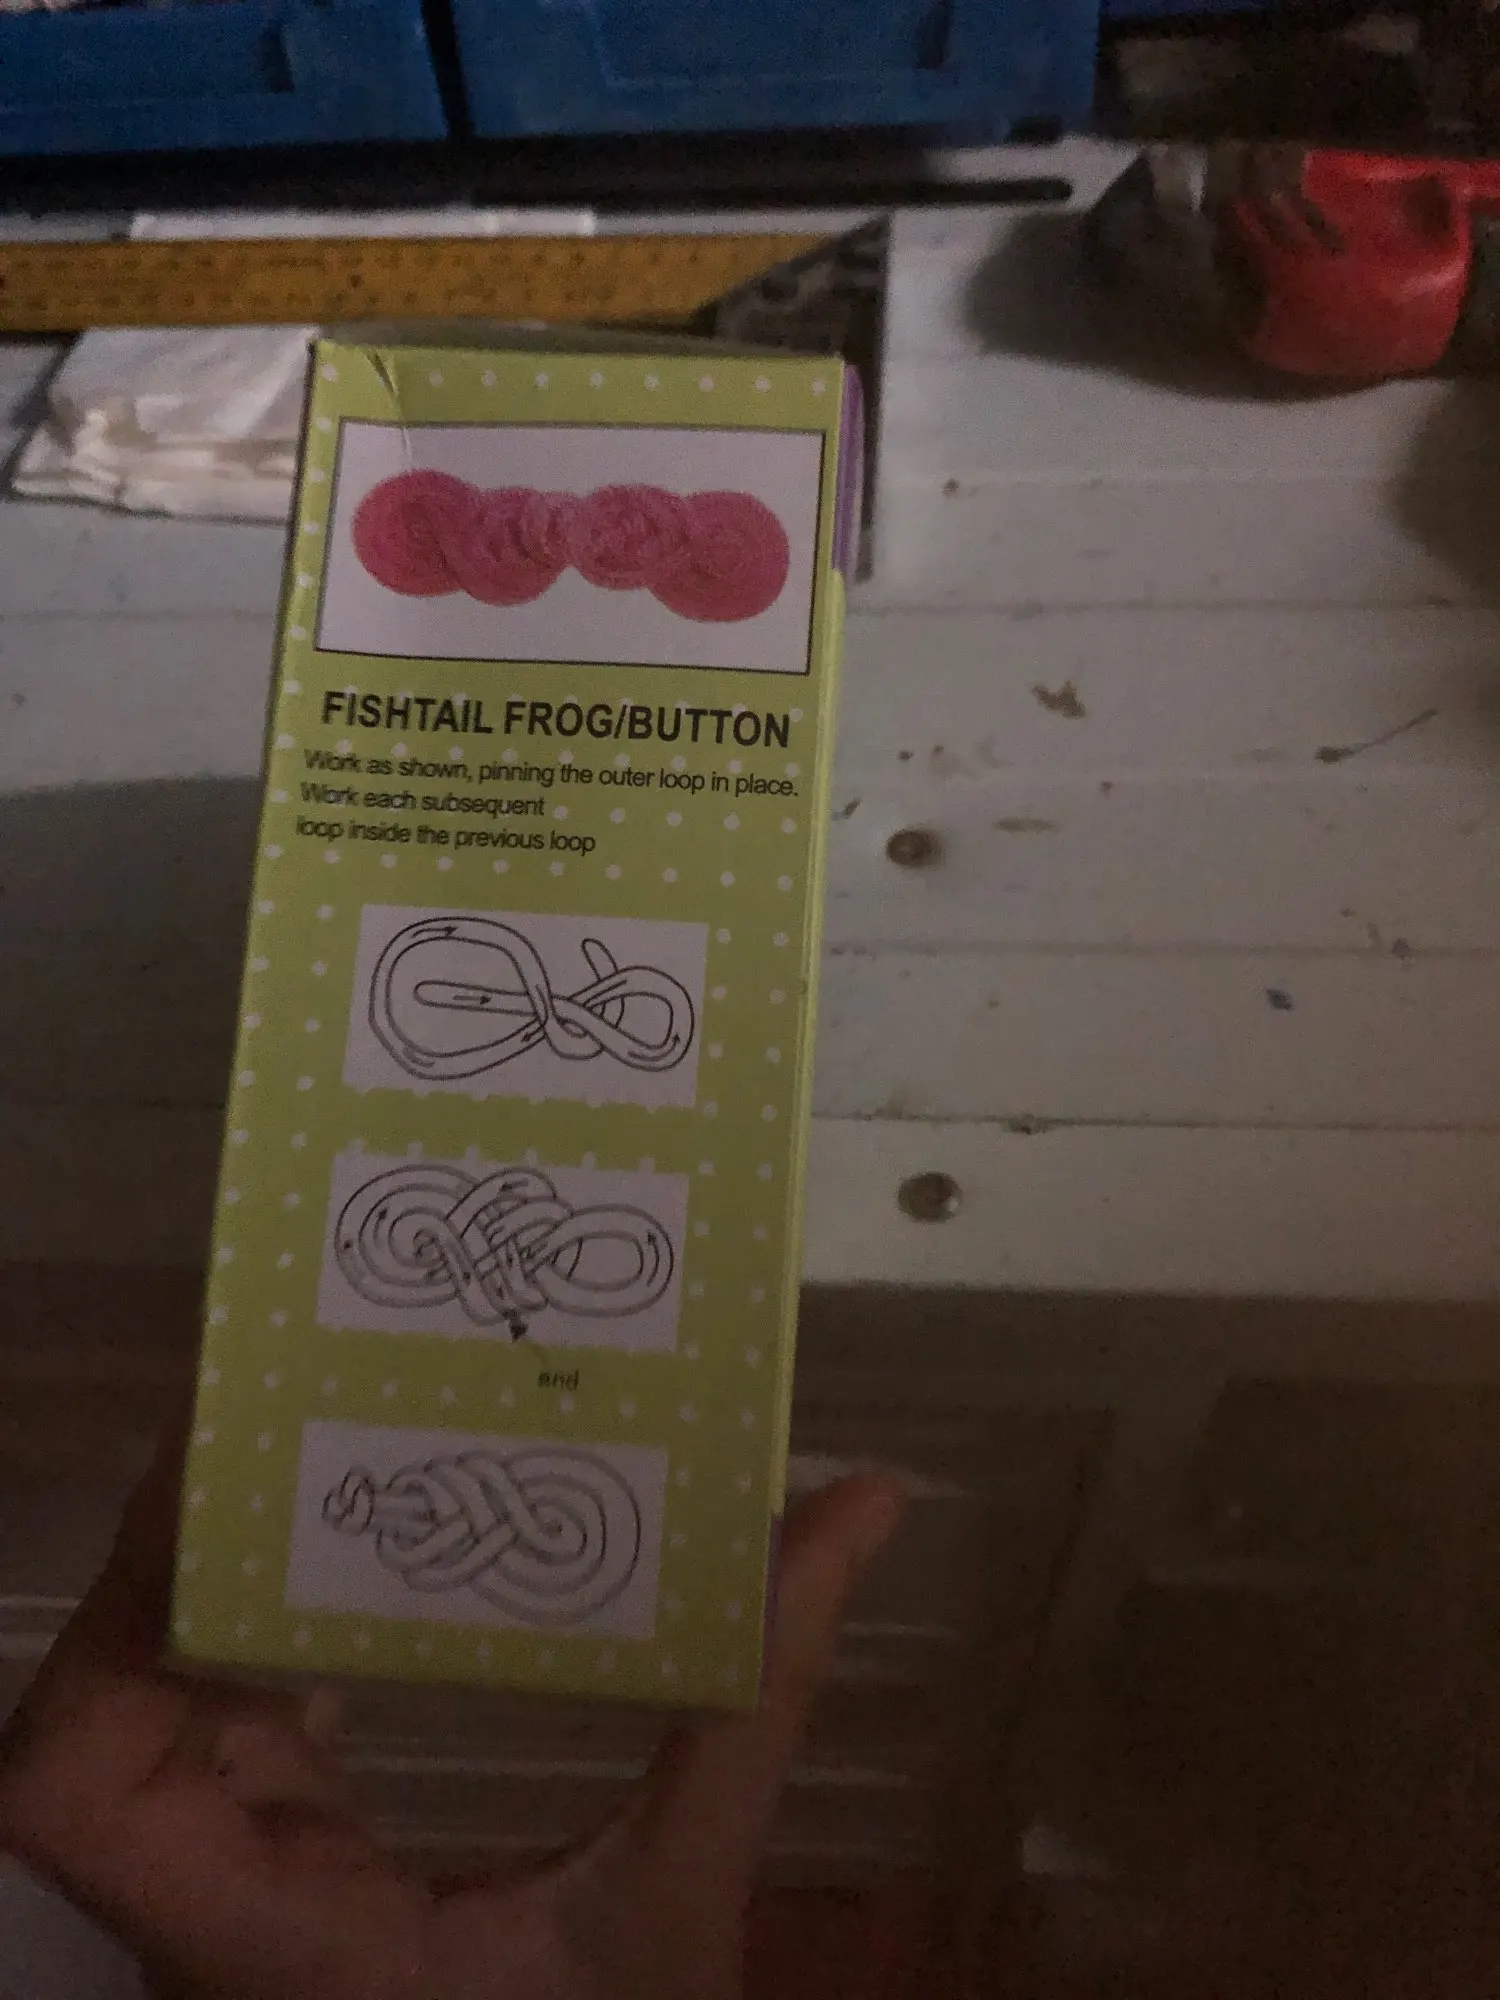 FISHTAIL FROG/BUTTON
Work as shown, pinning the outer loop in place.
Work each subsequent
loop inside the previous loop
end